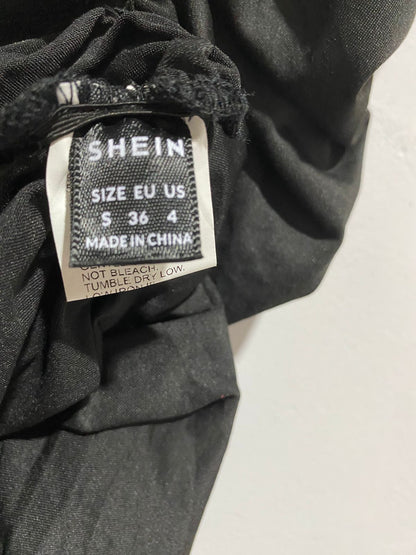 SHEIN
SIZE EU US
S 36 4
MADE IN CHINA
NOT BLEACH.
TUMBLE DRY LOW.